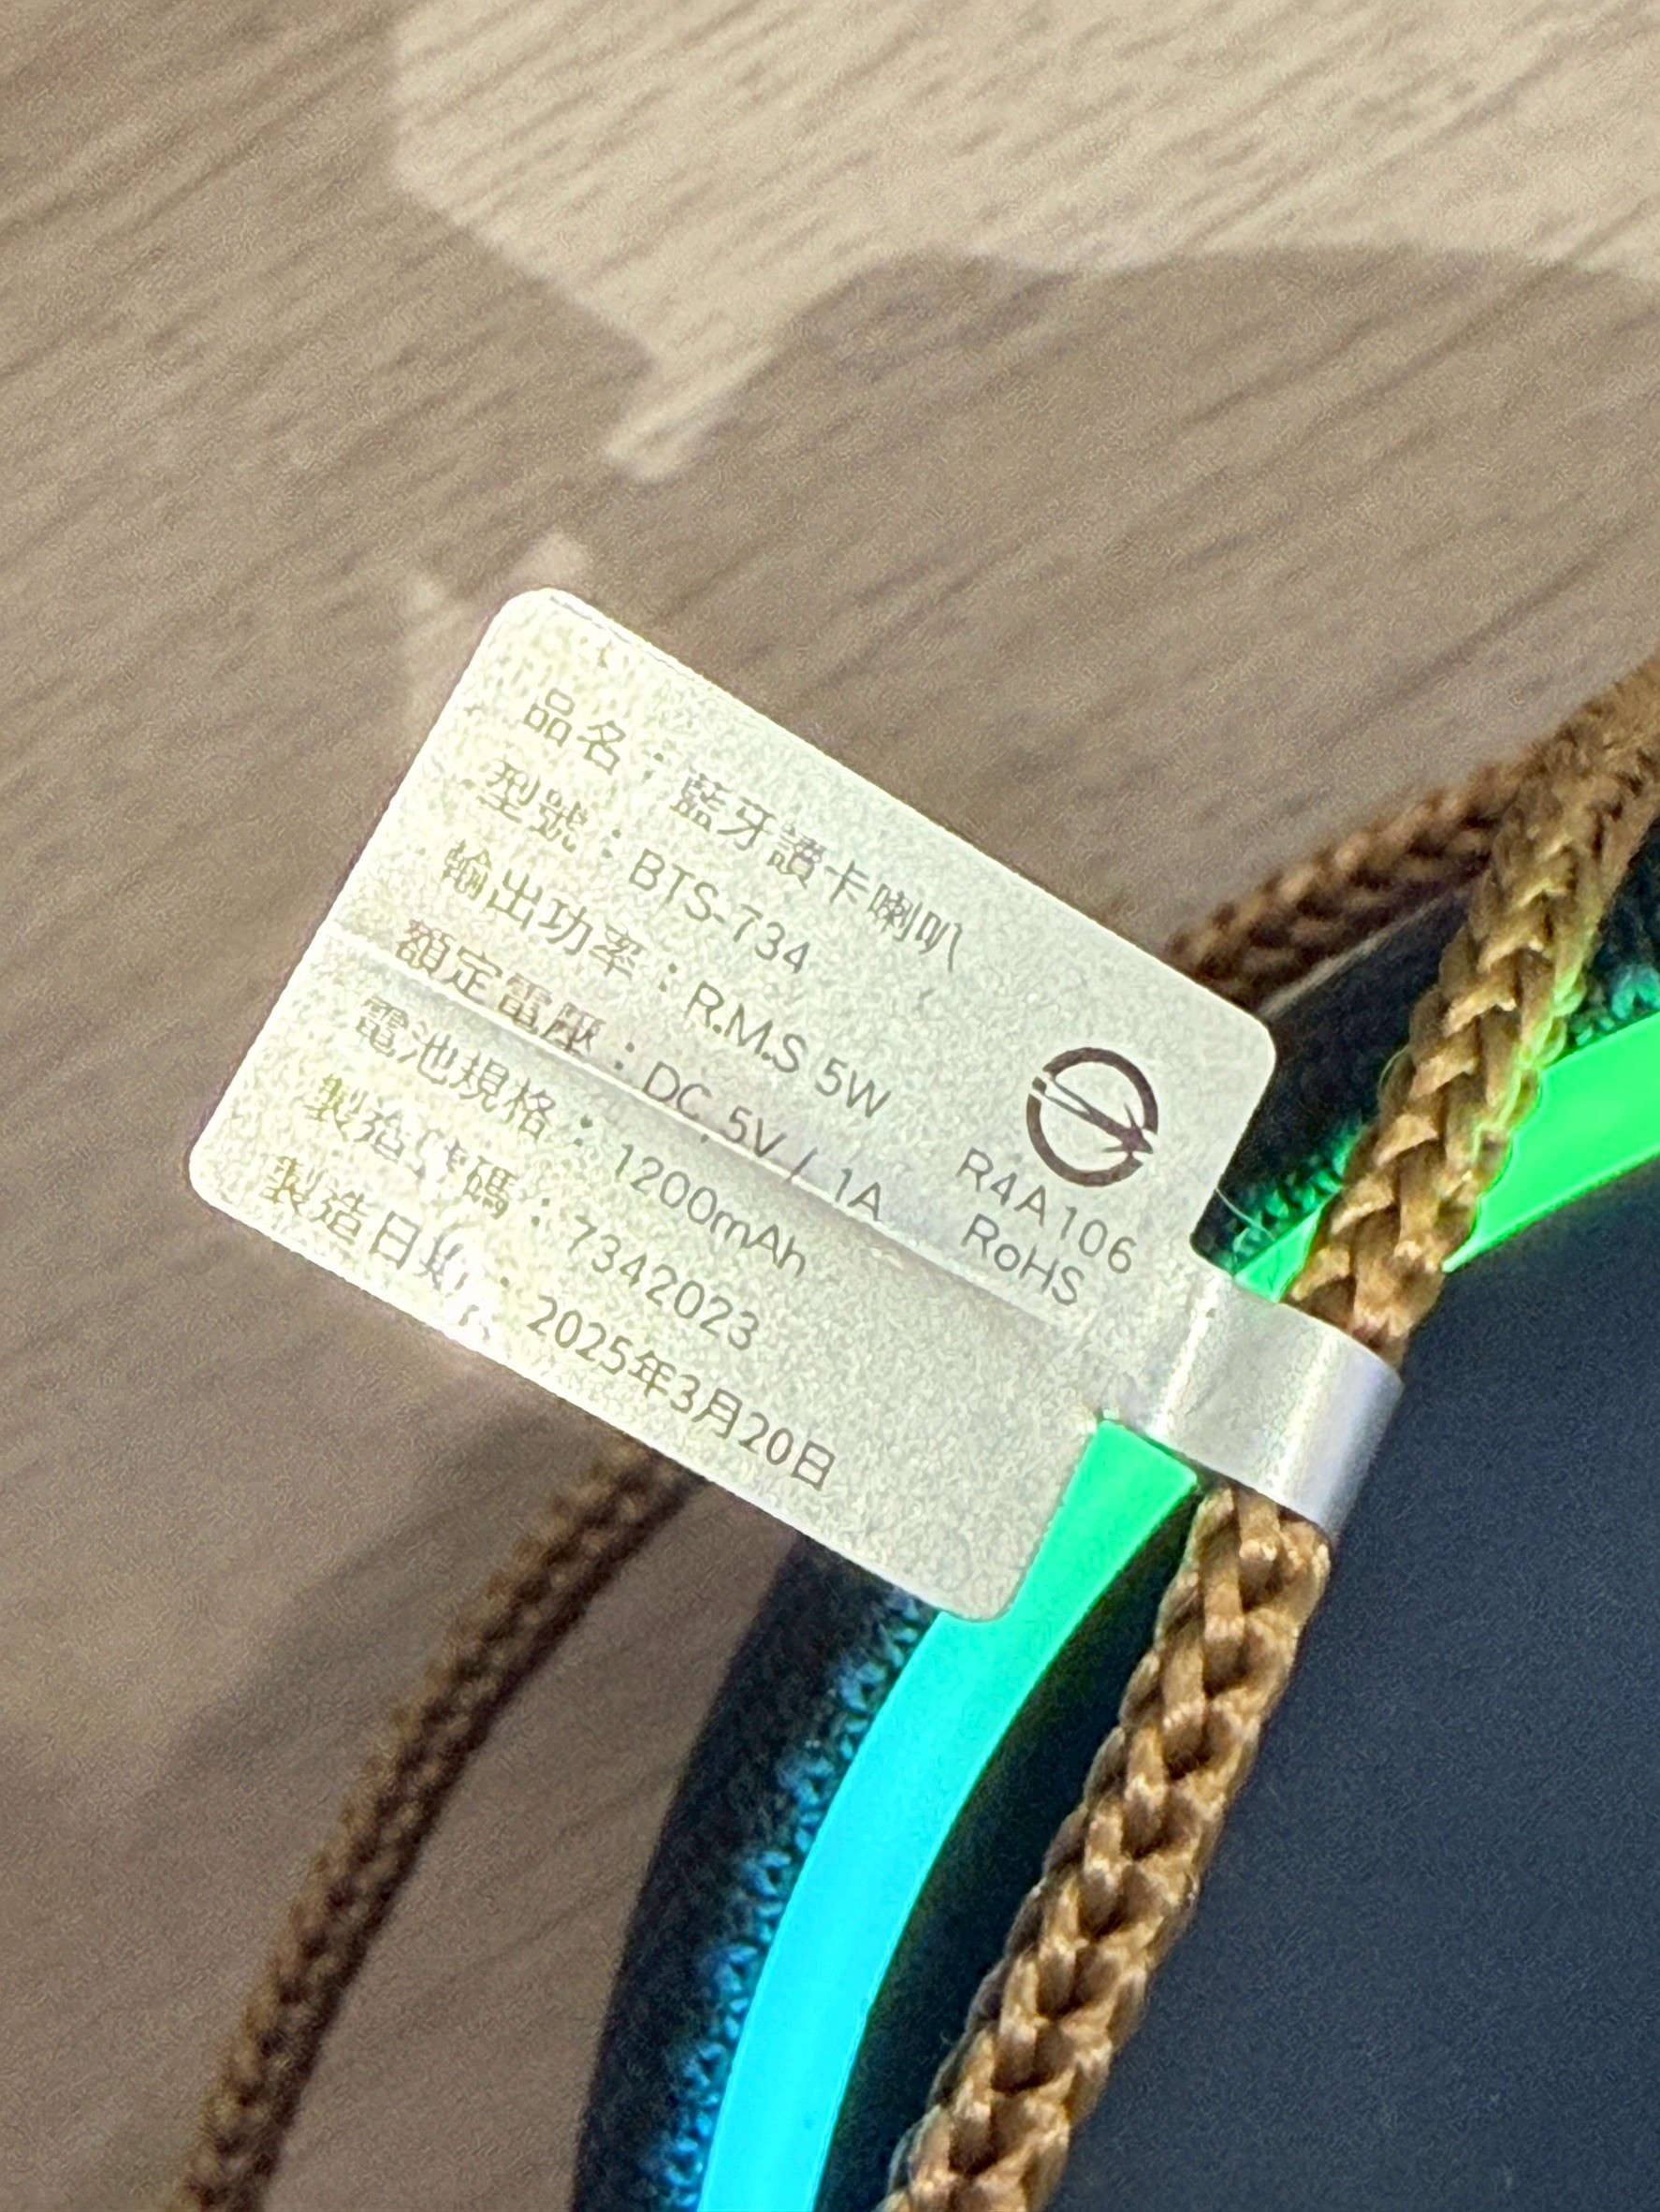 品名：藍牙讀卡喇叭
型號：BTS-734
輸出功率：R.M.S 5W
額定電壓：DC 5V / 1A
電池規格：1200mAh
製造號碼：7342023
製造日期：2025年3月20日
R4A106
RoHS